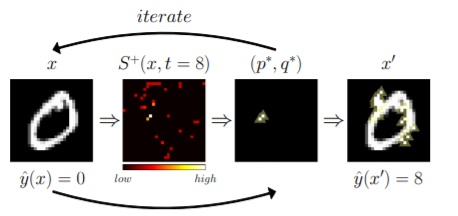 iterate
x S⁺(x, t = 8) (p*, q*) x′
⇒ ⇒ ⇒
low high
ŷ(x) = 0 ŷ(x′) = 8